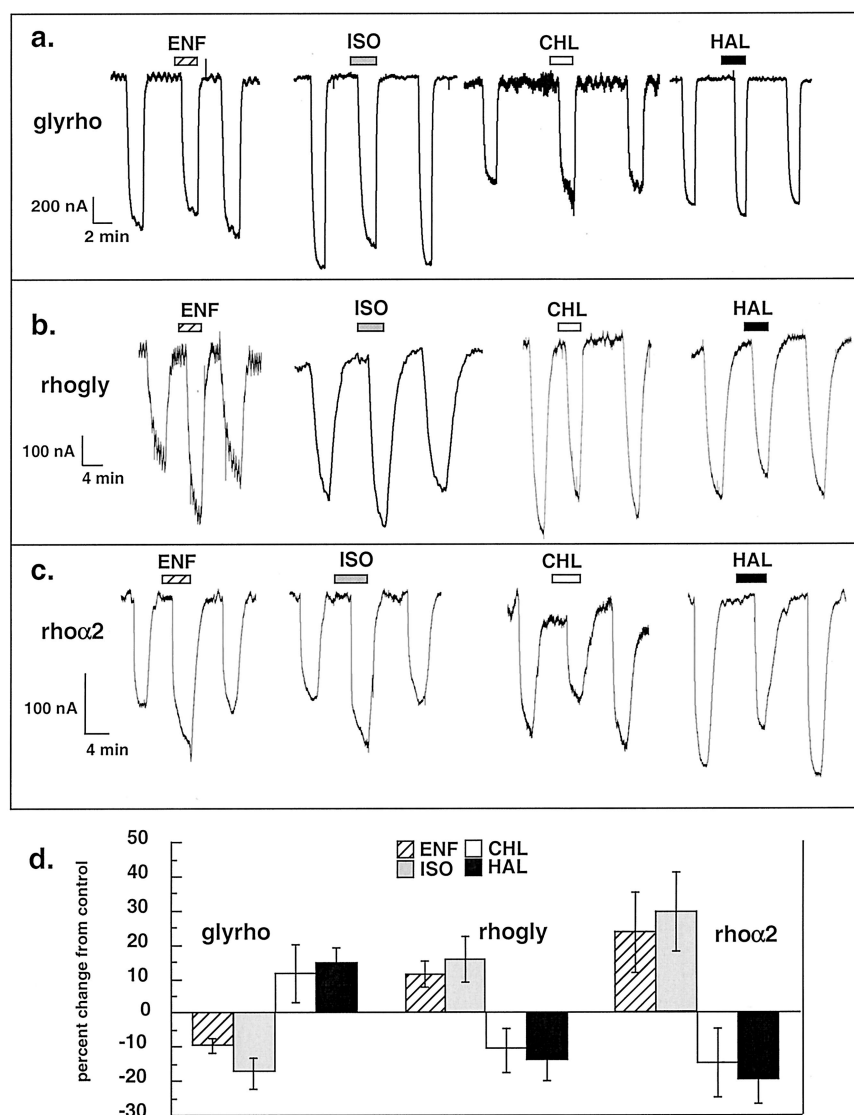 a.
ENF ISO CHL HAL
glyrho
200 nA
2 min
b.
ENF ISO CHL HAL
rhogly
100 nA
4 min
c.
ENF ISO CHL HAL
rhoα2
100 nA
4 min
d.
percent change from control
50
40
30
20
10
0
-10
-20
-30
ENF CHL
ISO HAL
glyrho rhogly rhoα2